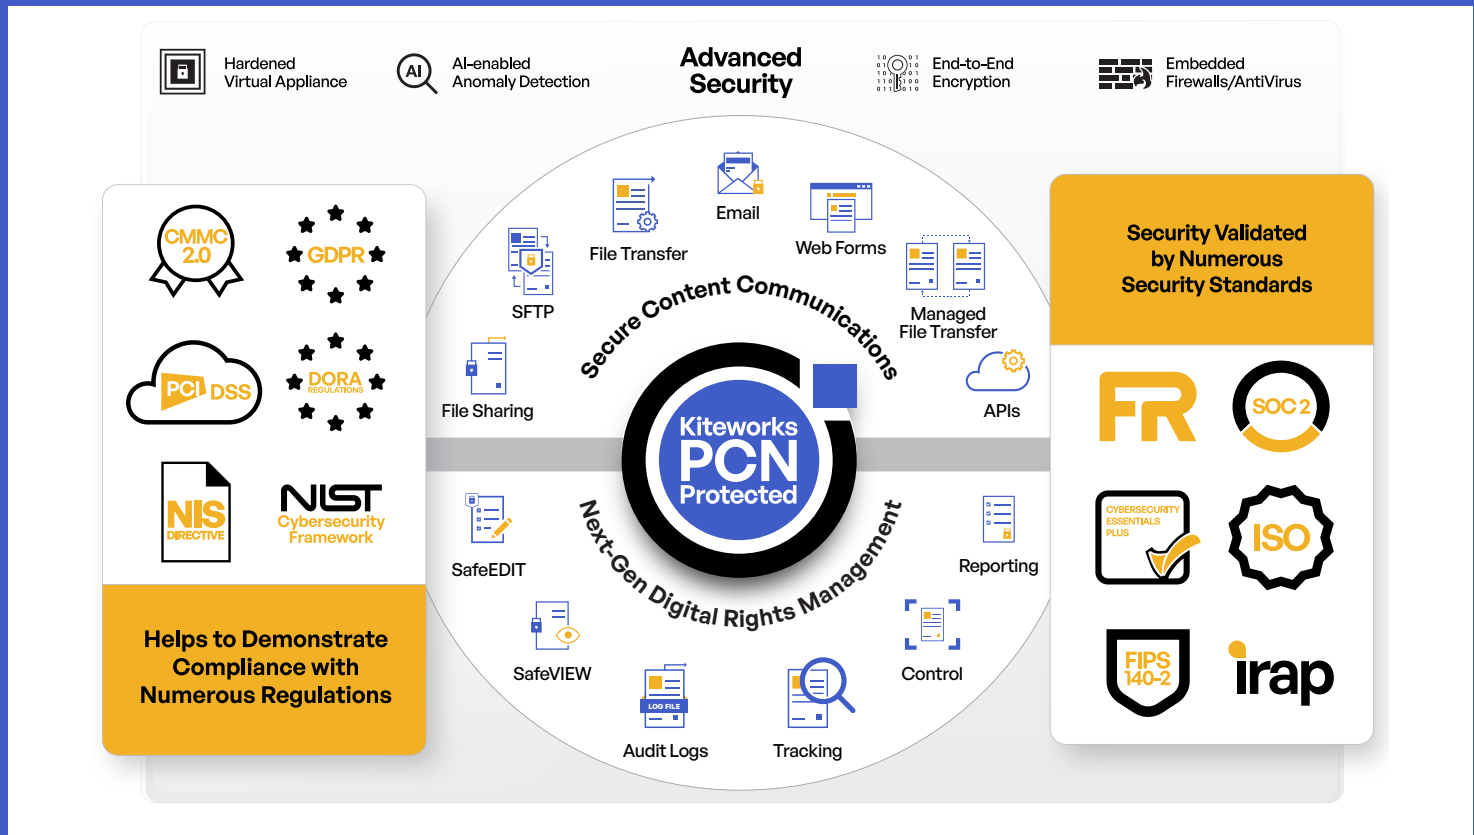 Hardened
Virtual Appliance
AI
AI-enabled
Anomaly Detection
Advanced
Security
End-to-End
Encryption
Embedded
Firewalls/AntiVirus
CMMC
2.0
GDPR
PCI DSS
DORA
REGULATIONS
NIS
DIRECTIVE
NIST
Cybersecurity
Framework
Helps to Demonstrate
Compliance with
Numerous Regulations
Email
File Transfer
Web Forms
SFTP
Managed
File Transfer
File Sharing
APIs
Secure Content Communications
Kiteworks
PCN
Protected
Next-Gen Digital Rights Management
SafeEDIT
Reporting
SafeVIEW
Control
LOG FILE
Audit Logs
Tracking
Security Validated
by Numerous
Security Standards
FR
SOC 2
CYBERSECURITY
ESSENTIALS
PLUS
ISO
FIPS
140-2
irap